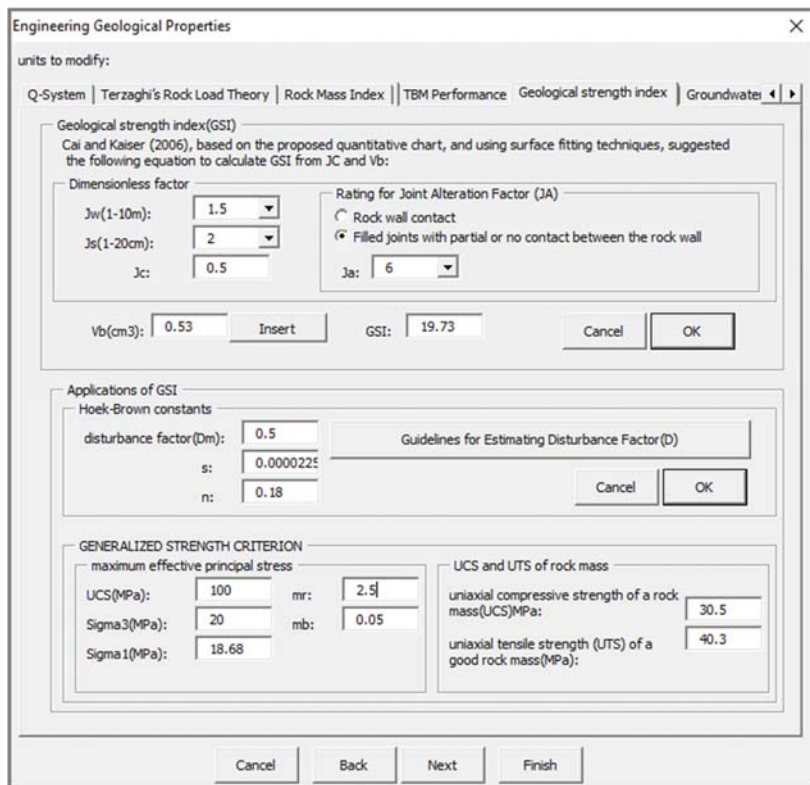 Engineering Geological Properties
units to modify:
Q-System Terzaghi's Rock Load Theory Rock Mass Index TBM Performance Geological strength index Groundwater
Geological strength index(GSI)
Cai and Kaiser (2006), based on the proposed quantitative chart, and using surface fitting techniques, suggested
the following equation to calculate GSI from JC and Vb:
Dimensionless factor
Jw(1-10m): 1.5
Js(1-20cm): 2
Jc: 0.5
Rating for Joint Alteration Factor (JA)
Rock wall contact
Filled joints with partial or no contact between the rock wall
Ja: 6
Vb(cm3): 0.53 Insert GSI: 19.73 Cancel OK
Applications of GSI
Hoek-Brown constants
disturbance factor(Dm): 0.5 Guidelines for Estimating Disturbance Factor(D)
s: 0.0000225
n: 0.18 Cancel OK
GENERALIZED STRENGTH CRITERION
maximum effective principal stress
UCS(MPa): 100 mr: 2.5
Sigma3(MPa): 20 mb: 0.05
Sigma1(MPa): 18.68
UCS and UTS of rock mass
uniaxial compressive strength of a rock
mass(UCS)MPa: 30.5
uniaxial tensile strength (UTS) of a
good rock mass(MPa): 40.3
Cancel Back Next Finish